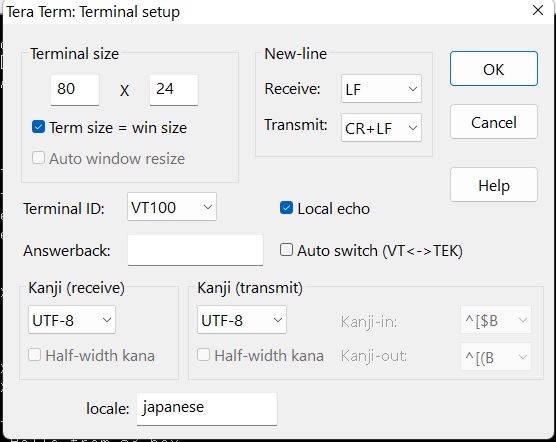 Tera Term: Terminal setup
Terminal size
80 X 24
Term size = win size
Auto window resize
New-line
Receive: LF
Transmit: CR+LF
OK
Cancel
Help
Terminal ID: VT100
Local echo
Answerback:
Auto switch (VT<->TEK)
Kanji (receive)
UTF-8
Half-width kana
Kanji (transmit)
UTF-8
Half-width kana
Kanji-in: ^[$B
Kanji-out: ^[(B
locale: japanese